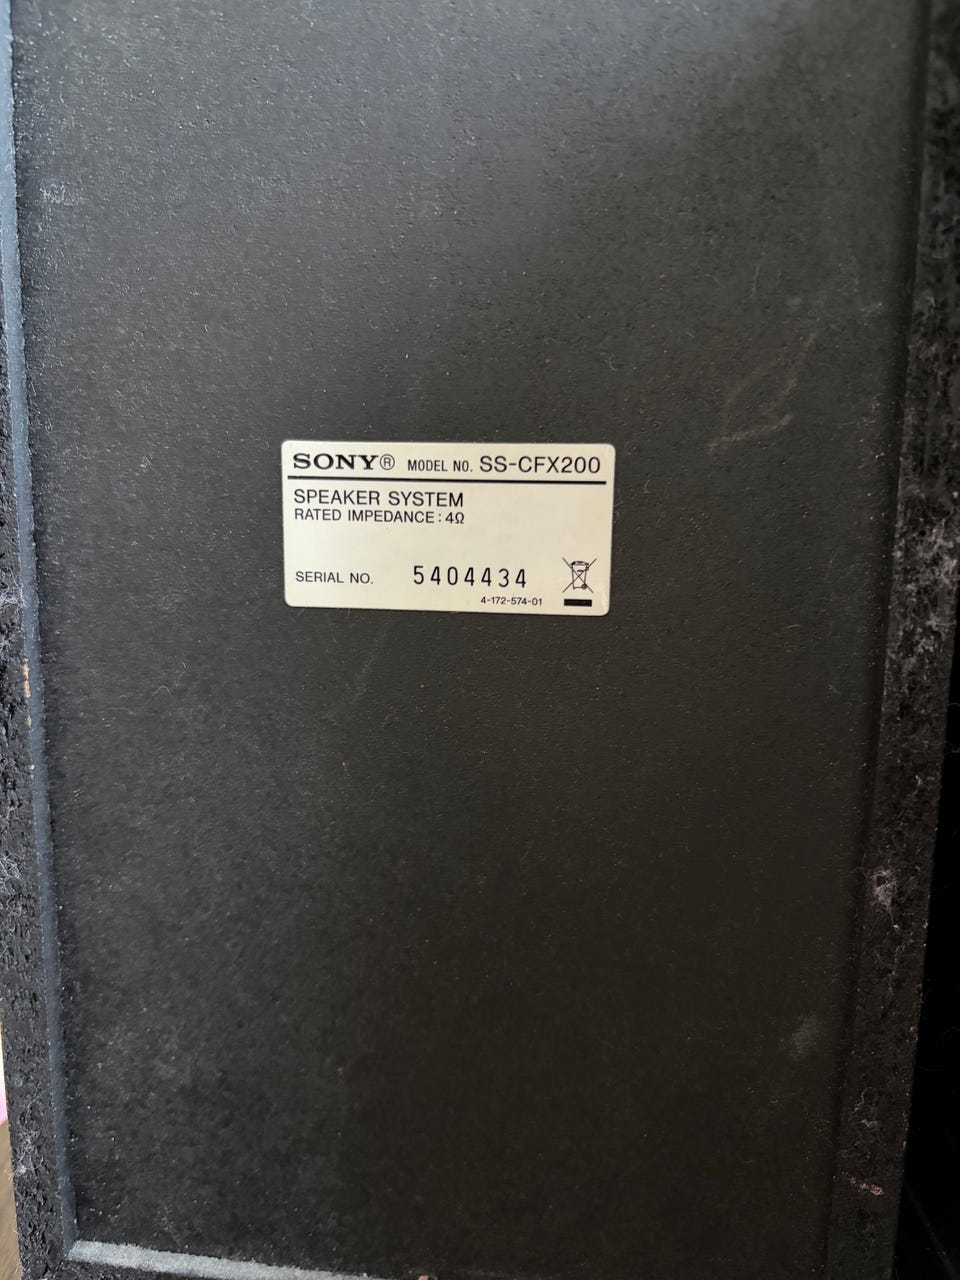 SONY® MODEL NO. SS-CFX200
SPEAKER SYSTEM
RATED IMPEDANCE : 4Ω
SERIAL NO. 5404434
4-172-574-01